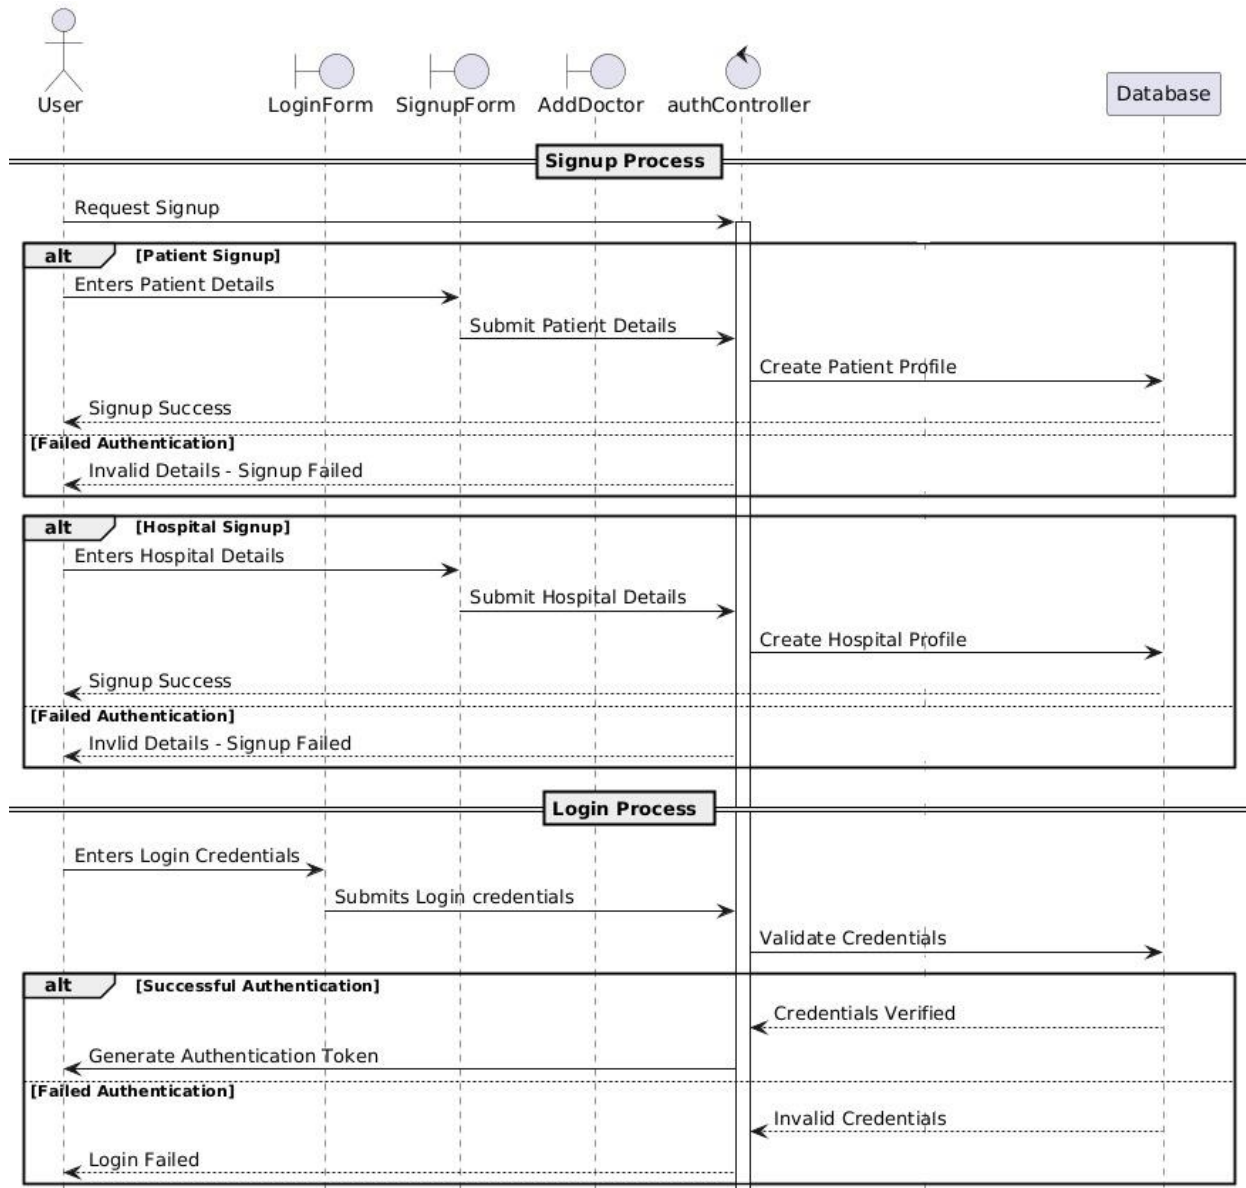 User
LoginForm
SignupForm
AddDoctor
authController
Database
Signup Process
Request Signup
alt
[Patient Signup]
Enters Patient Details
Submit Patient Details
Create Patient Profile
Signup Success
[Failed Authentication]
Invalid Details - Signup Failed
alt
[Hospital Signup]
Enters Hospital Details
Submit Hospital Details
Create Hospital Profile
Signup Success
[Failed Authentication]
Invlid Details - Signup Failed
Login Process
Enters Login Credentials
Submits Login credentials
Validate Credentials
alt
[Successful Authentication]
Credentials Verified
Generate Authentication Token
[Failed Authentication]
Invalid Credentials
Login Failed